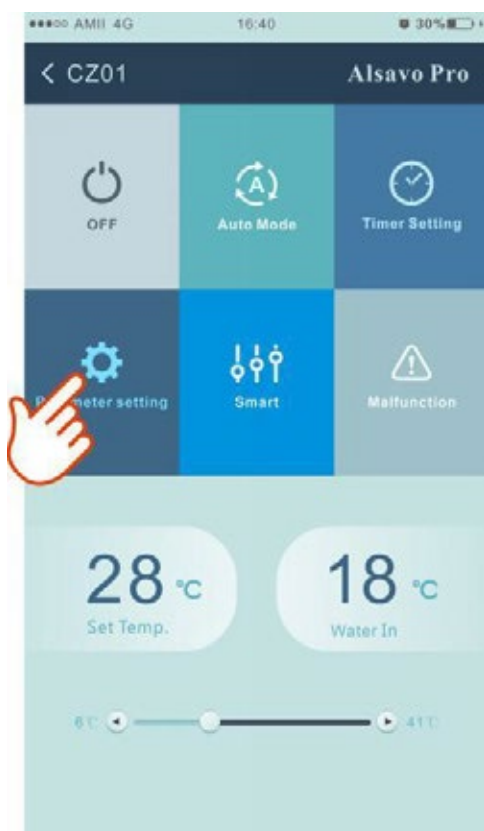 AMII 4G 16:40 30%
CZ01 Alsavo Pro
A
OFF Auto Mode Timer Setting
meter setting Smart Malfunction
28 °C 18 °C
Set Temp. Water In
6℃ 41℃